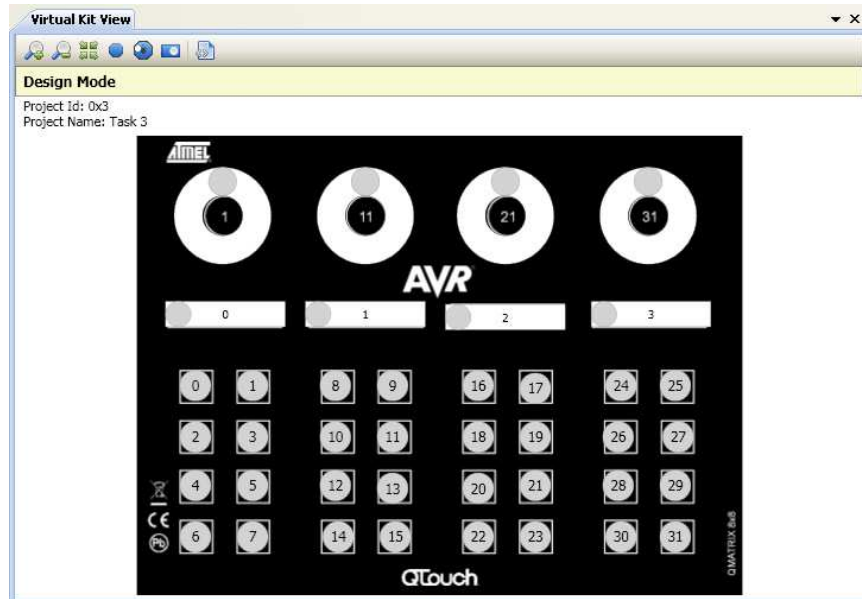 Virtual Kit View
Design Mode
Project Id: 0x3
Project Name: Task 3
ATMEL
1 11 21 31
AVR
0 1 2 3
0 1 8 9 16 17 24 25
2 3 10 11 18 19 26 27
4 5 12 13 20 21 28 29
6 7 14 15 22 23 30 31
CE
Pb
QMATRIX 8x8
QTouch